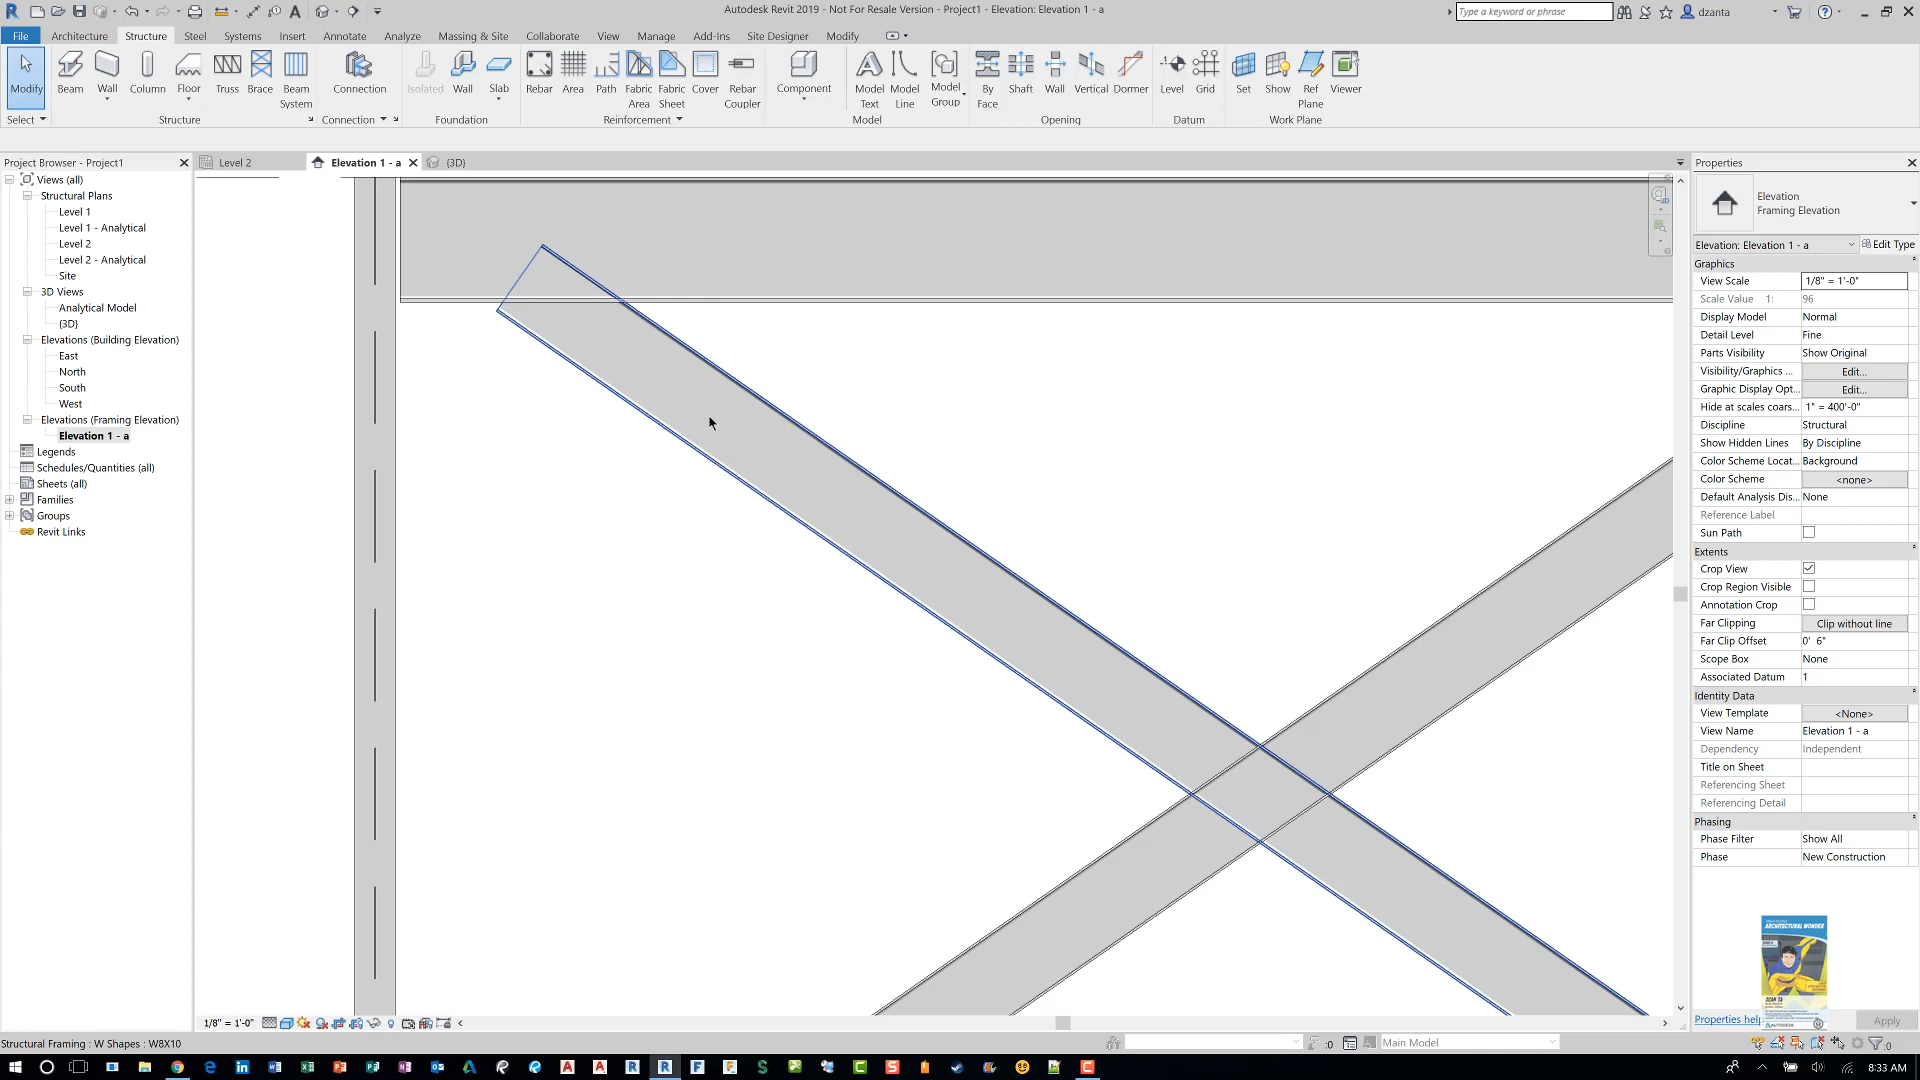 Autodesk Revit 2019 - Not For Resale Version - Project1 - Elevation: Elevation 1 - a
Type a keyword or phrase
dzanta
File Architecture Structure Steel Systems Insert Annotate Analyze Massing & Site Collaborate View Manage Add-Ins Site Designer Modify
Modify Beam Wall Column Floor Truss Brace Beam System Connection Isolated Wall Slab Rebar Area Path Fabric Area Fabric Sheet Cover Rebar Coupler Component Model Text Model Line Model Group By Face Shaft Wall Vertical Dormer Level Grid Set Show Ref Plane Viewer
Select Structure Connection Foundation Reinforcement Model Opening Datum Work Plane
Project Browser - Project1
Level 2
Elevation 1 - a
{3D}
Views (all)
Structural Plans
Level 1
Level 1 - Analytical
Level 2
Level 2 - Analytical
Site
3D Views
Analytical Model
{3D}
Elevations (Building Elevation)
East
North
South
West
Elevations (Framing Elevation)
Elevation 1 - a
Legends
Schedules/Quantities (all)
Sheets (all)
Families
Groups
Revit Links
Properties
Elevation
Framing Elevation
Elevation: Elevation 1 - a Edit Type
Graphics
View Scale 1/8" = 1'-0"
Scale Value 1: 96
Display Model Normal
Detail Level Fine
Parts Visibility Show Original
Visibility/Graphics ... Edit...
Graphic Display Opt... Edit...
Hide at scales coars... 1" = 400'-0"
Discipline Structural
Show Hidden Lines By Discipline
Color Scheme Locat... Background
Color Scheme <none>
Default Analysis Dis... None
Reference Label
Sun Path
Extents
Crop View
Crop Region Visible
Annotation Crop
Far Clipping Clip without line
Far Clip Offset 0' 6"
Scope Box None
Associated Datum 1
Identity Data
View Template <None>
View Name Elevation 1 - a
Dependency Independent
Title on Sheet
Referencing Sheet
Referencing Detail
Phasing
Phase Filter Show All
Phase New Construction
ARCHITECTURAL WONDER
AUTODESK
Properties help
Apply
1/8" = 1'-0"
Structural Framing : W Shapes : W8X10
:0
Main Model
:0
8:33 AM